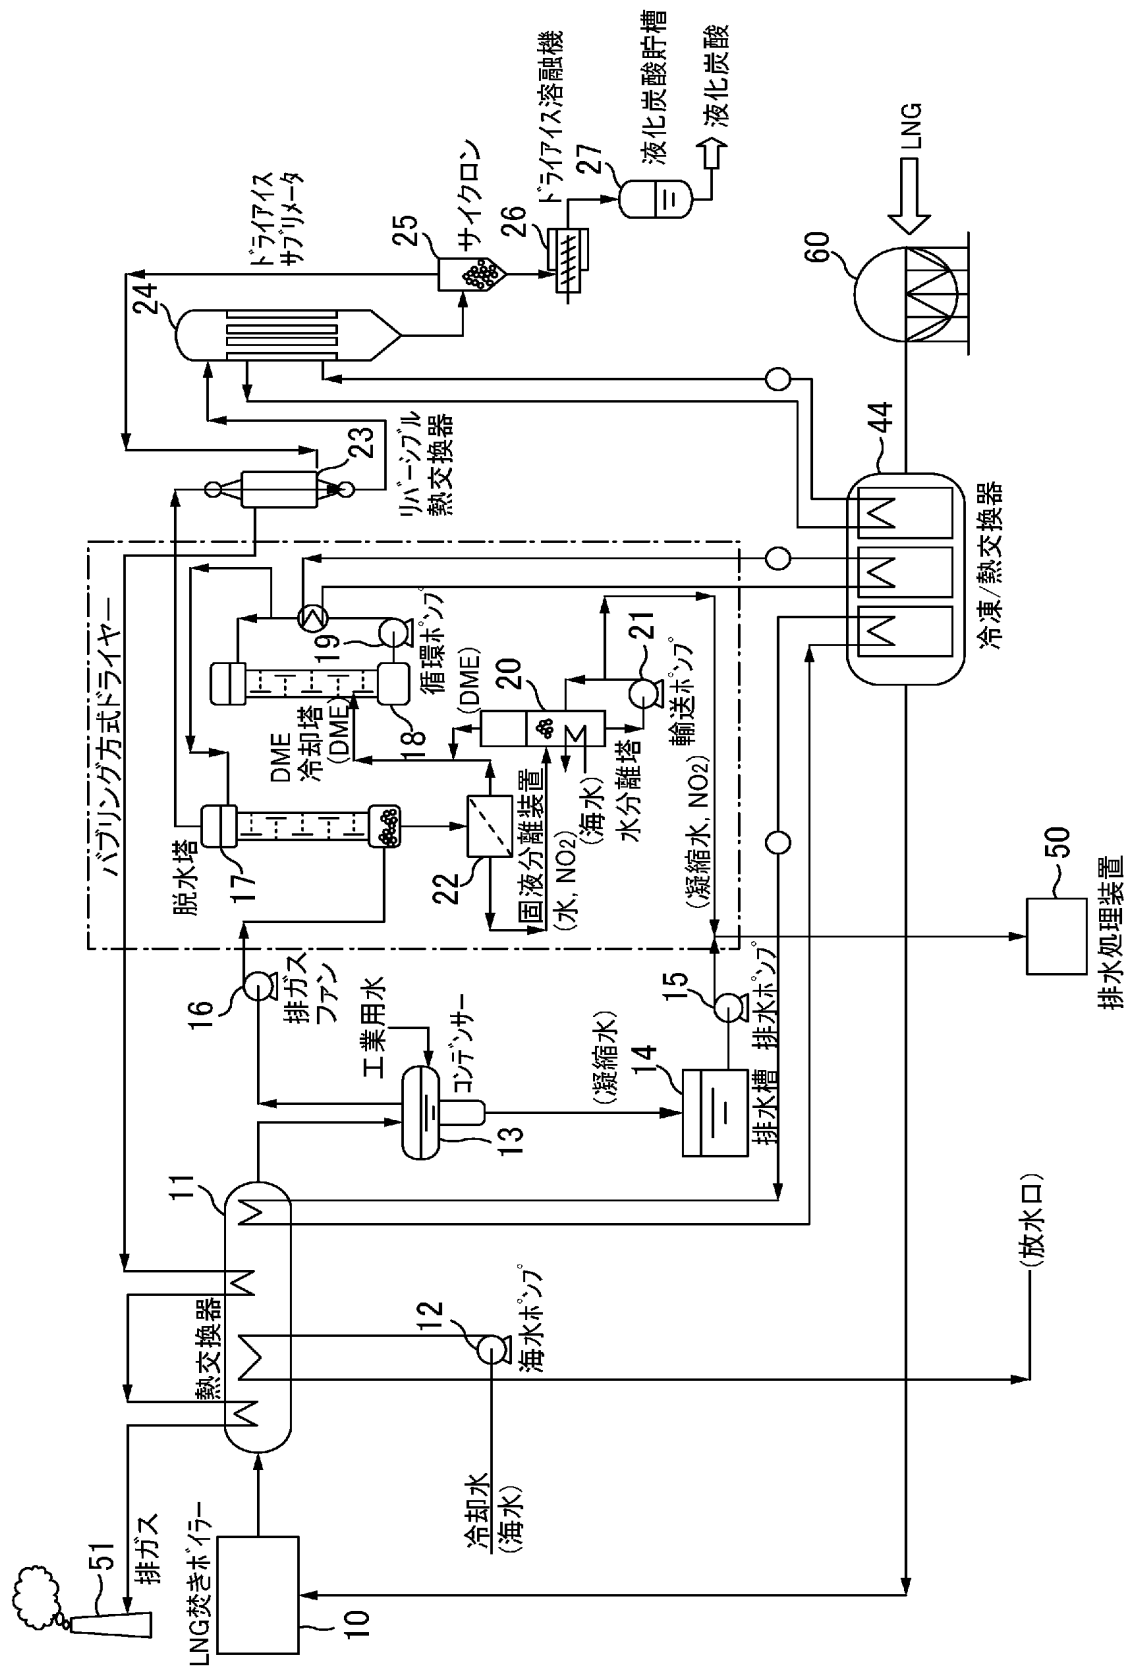 51
排ガス
LNG焚きボイラー
10
熱交換器
11
冷却水
(海水)
12
海水ポンプ
(放水口)
工業用水
コンデンサー
13
(凝縮水)
14
排水槽
15
排水ポンプ
16
排ガス
ファン
50
排水処理装置
バブリング方式ドライヤー
脱水塔
17
DME
冷却塔
(DME)
18
19
循環ポンプ
(DME)
20
21
22
固液分離装置
(水, NO2)
(海水)
水分離塔
輸送ポンプ
(凝縮水, NO2)
23
リバーシブル
熱交換器
24
ドライアイス
サブリメータ
25
サイクロン
26
ドライアイス溶融機
27
液化炭酸貯槽
液化炭酸
44
冷凍/熱交換器
60
LNG